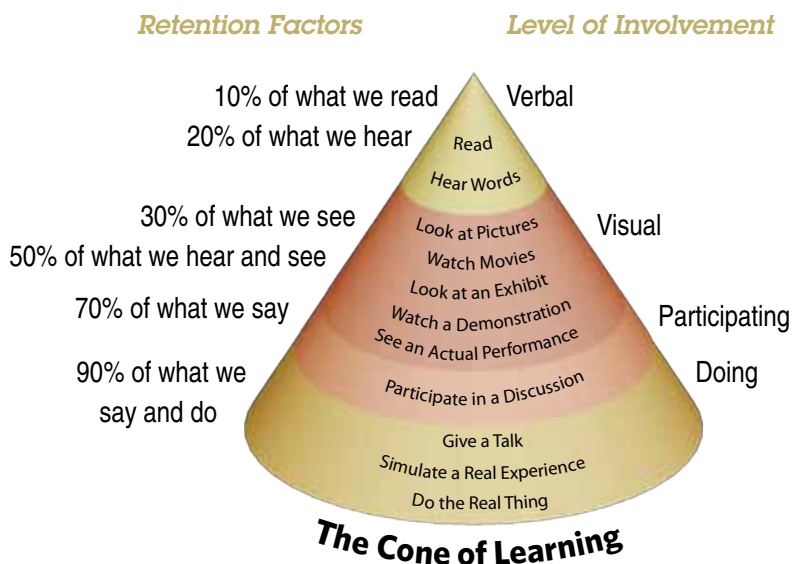 Retention Factors
Level of Involvement
10% of what we read
Verbal
20% of what we hear
Read
Hear Words
30% of what we see
Look at Pictures
Visual
50% of what we hear and see
Watch Movies
Look at an Exhibit
70% of what we say
Watch a Demonstration
Participating
See an Actual Performance
90% of what we
say and do
Participate in a Discussion
Doing
Give a Talk
Simulate a Real Experience
Do the Real Thing
The Cone of Learning